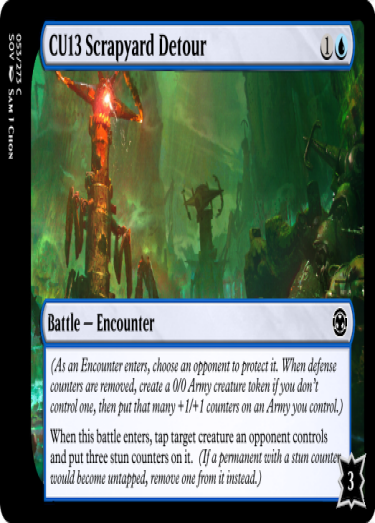 CU13 Scrapyard Detour 1
Battle – Encounter
(As an Encounter enters, choose an opponent to protect it. When defense
counters are removed, create a 0/0 Army creature token if you don't
control one, then put that many +1/+1 counters on an Army you control.)
When this battle enters, tap target creature an opponent controls
and put three stun counters on it. (If a permanent with a stun counter
would become untapped, remove one from it instead.)
3
053/273 C
SOV SAM J CHON